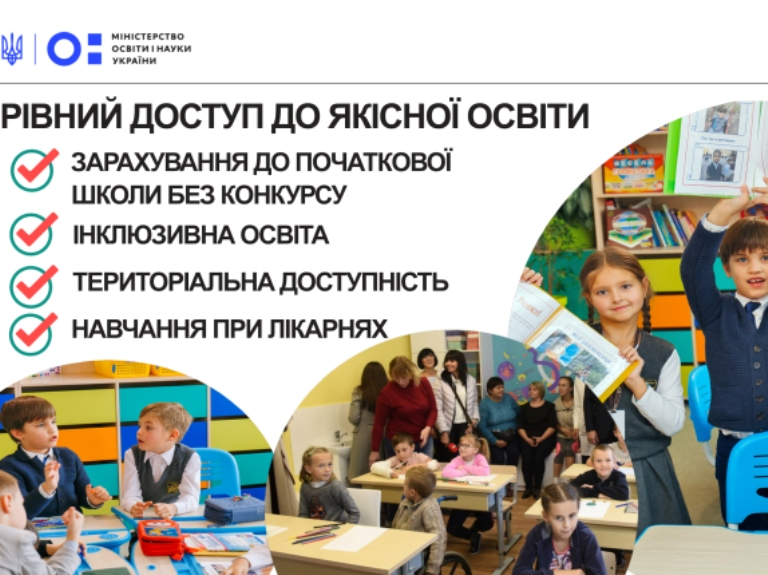 МІНІСТЕРСТВО
ОСВІТИ І НАУКИ
УКРАЇНИ
РІВНИЙ ДОСТУП ДО ЯКІСНОЇ ОСВІТИ
ЗАРАХУВАННЯ ДО ПОЧАТКОВОЇ
ШКОЛИ БЕЗ КОНКУРСУ
ІНКЛЮЗИВНА ОСВІТА
ТЕРИТОРІАЛЬНА ДОСТУПНІСТЬ
НАВЧАННЯ ПРИ ЛІКАРНЯХ